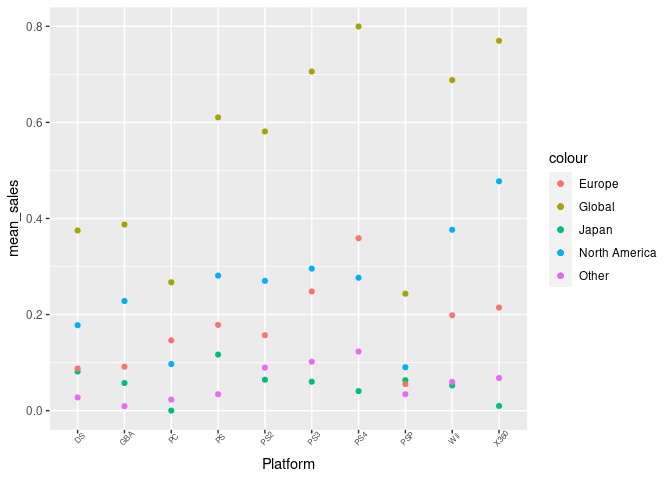 0.8
0.6
0.4
0.2
0.0
mean_sales
DS
GBA
PC
PS
PS2
PS3
PS4
PSP
Wii
X360
Platform
colour
Europe
Global
Japan
North America
Other